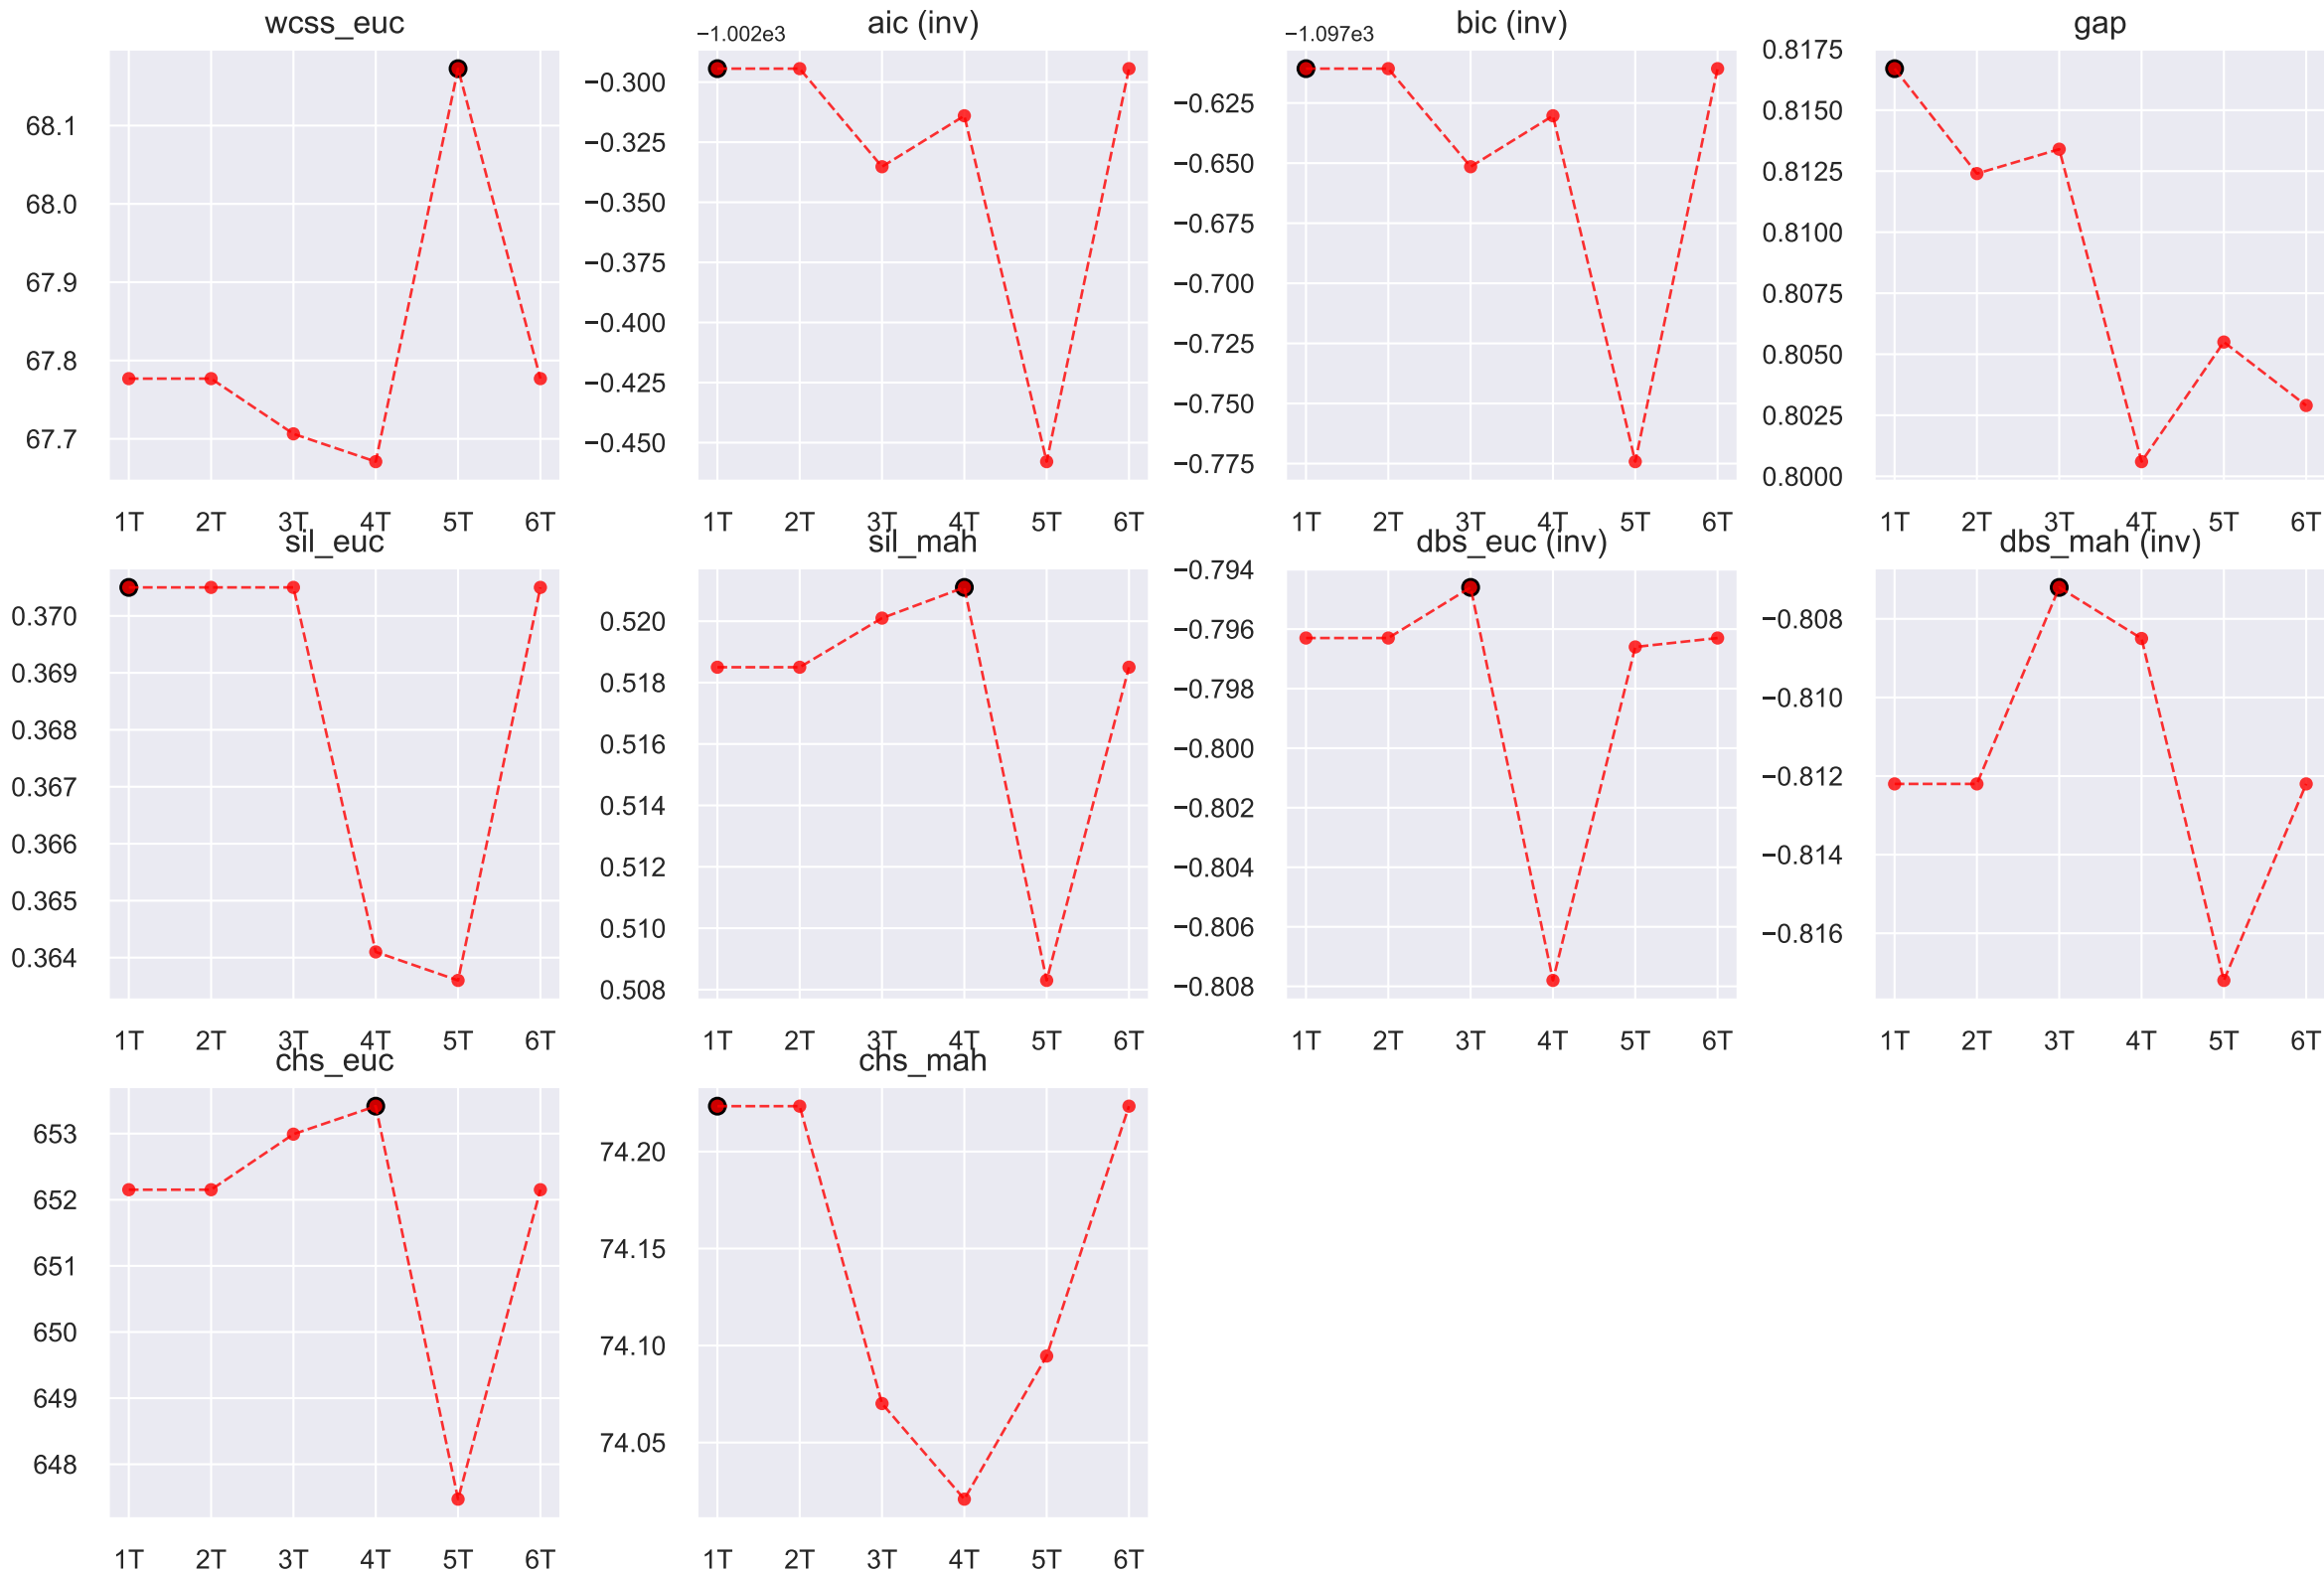 wcss_euc
68.1
68.0
67.9
67.8
67.7
1T 2T 3T 4T 5T 6T
−1.002e3
aic (inv)
−0.300
−0.325
−0.350
−0.375
−0.400
−0.425
−0.450
1T 2T 3T 4T 5T 6T
−1.097e3
bic (inv)
−0.625
−0.650
−0.675
−0.700
−0.725
−0.750
−0.775
1T 2T 3T 4T 5T 6T
gap
0.8175
0.8150
0.8125
0.8100
0.8075
0.8050
0.8025
0.8000
1T 2T 3T 4T 5T 6T
sil_euc
0.370
0.369
0.368
0.367
0.366
0.365
0.364
1T 2T 3T 4T 5T 6T
sil_mah
0.520
0.518
0.516
0.514
0.512
0.510
0.508
1T 2T 3T 4T 5T 6T
dbs_euc (inv)
−0.794
−0.796
−0.798
−0.800
−0.802
−0.804
−0.806
−0.808
1T 2T 3T 4T 5T 6T
dbs_mah (inv)
−0.808
−0.810
−0.812
−0.814
−0.816
1T 2T 3T 4T 5T 6T
chs_euc
653
652
651
650
649
648
1T 2T 3T 4T 5T 6T
chs_mah
74.20
74.15
74.10
74.05
1T 2T 3T 4T 5T 6T